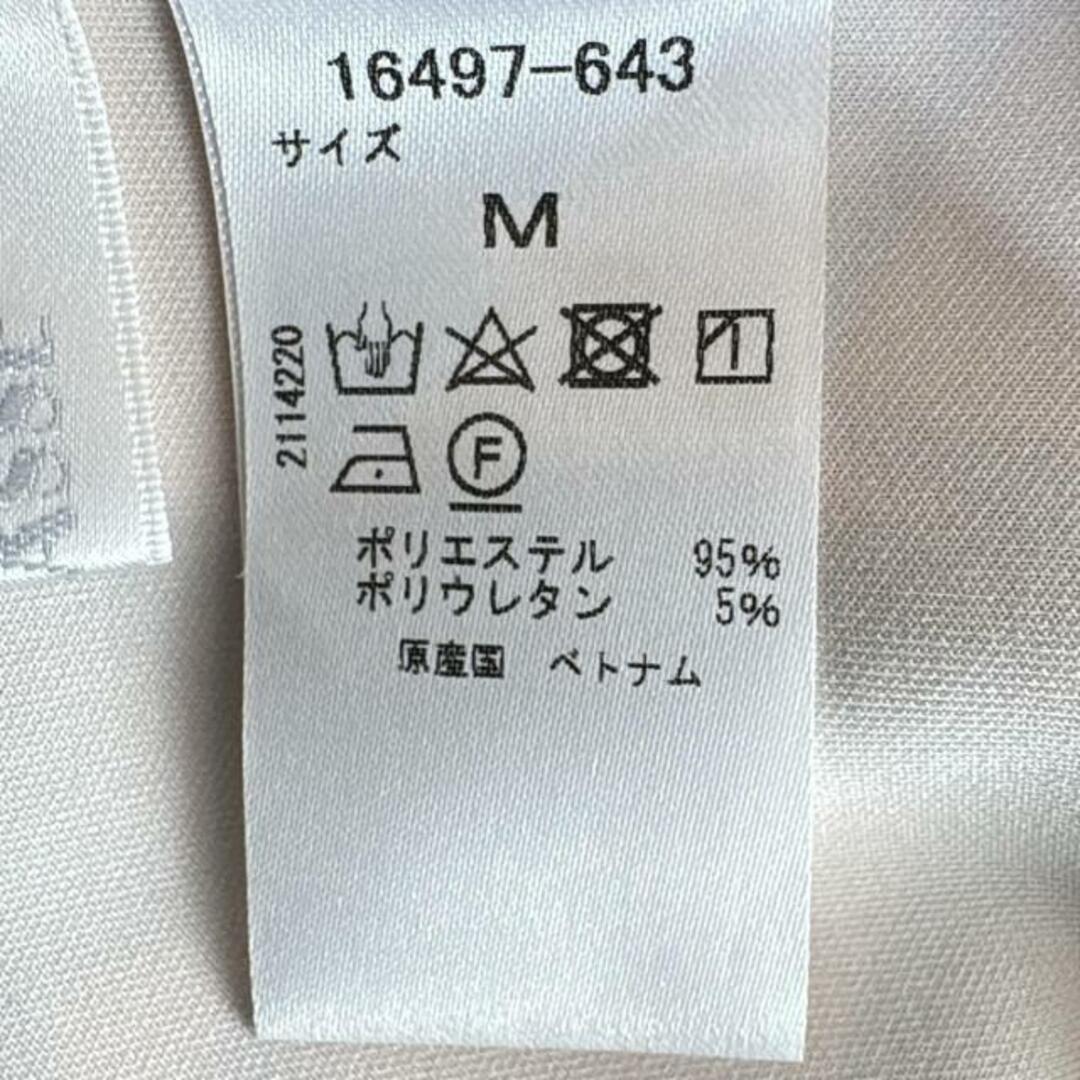 16497-643
サイズ
M
2114220
1
F
ポリエステル 95%
ポリウレタン 5%
原産国 ベトナム